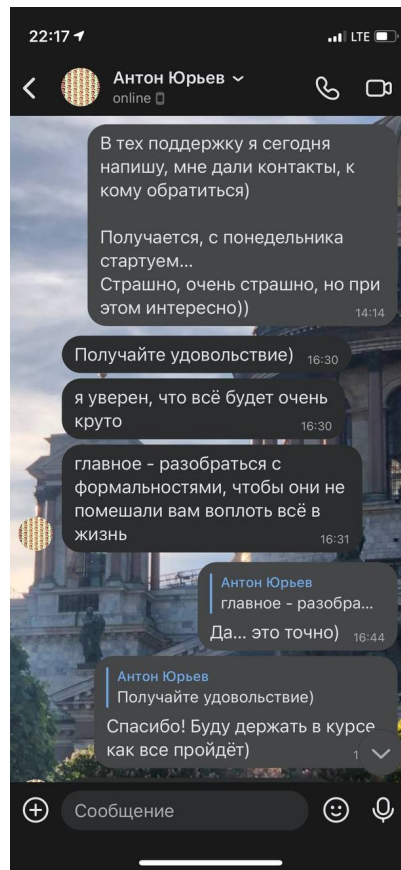 22:17
LTE
Антон Юрьев
online
В тех поддержку я сегодня
напишу, мне дали контакты, к
кому обратиться)
Получается, с понедельника
стартуем...
Страшно, очень страшно, но при
этом интересно))
14:14
Получайте удовольствие)
16:30
я уверен, что всё будет очень
круто
16:30
главное - разобраться с
формальностями, чтобы они не
помешали вам воплоть всё в
жизнь
16:31
Антон Юрьев
главное - разобра...
Да... это точно)
16:44
Антон Юрьев
Получайте удовольствие)
Спасибо! Буду держать в курсе
как все пройдёт)
1
Сообщение